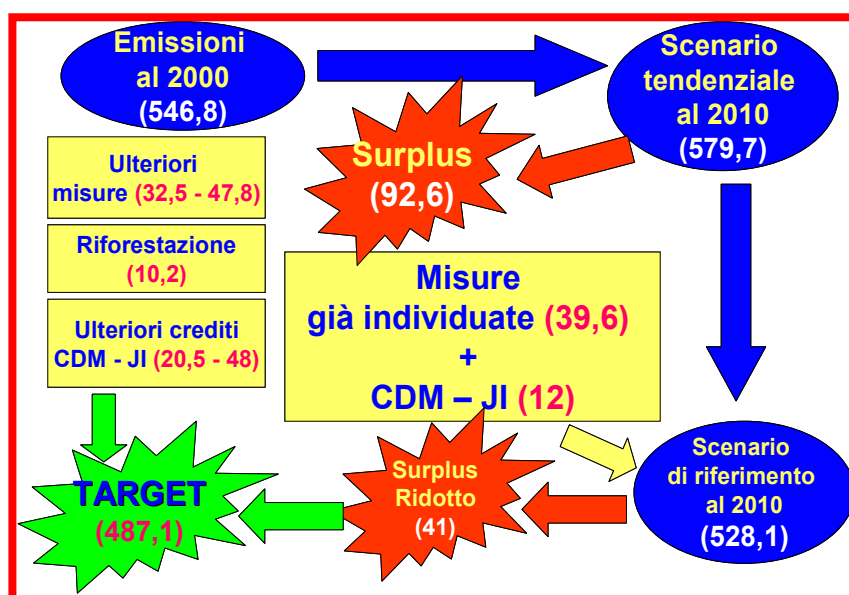 Emissioni
al 2000
(546,8)
Scenario
tendenziale
al 2010
(579,7)
Surplus
(92,6)
Ulteriori
misure (32,5 - 47,8)
Riforestazione
(10,2)
Ulteriori crediti
CDM - JI (20,5 - 48)
Misure
già individuate (39,6)
+
CDM – JI (12)
TARGET
(487,1)
Surplus
Ridotto
(41)
Scenario
di riferimento
al 2010
(528,1)